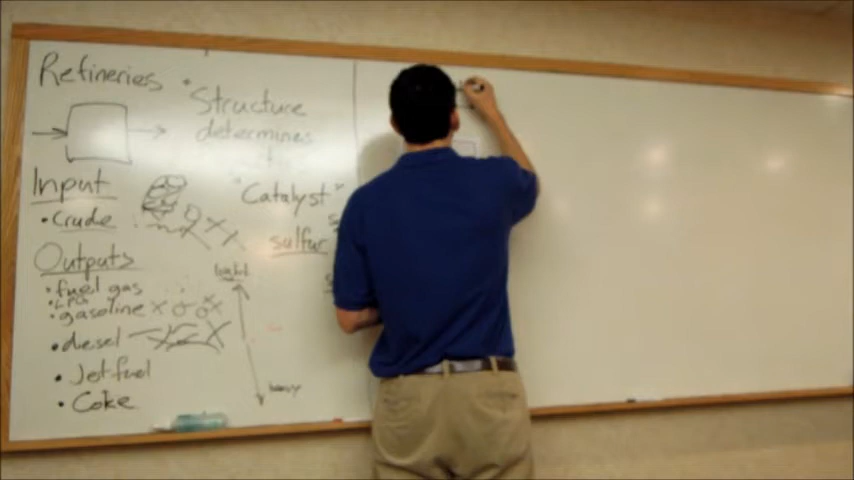 Refineries
"Structure
determines
Input
"Catalyst"
• Crude
sulfur
Outputs
light
• fuel gas
• LPG
• gasoline
• diesel
• Jet fuel
heavy
• Coke